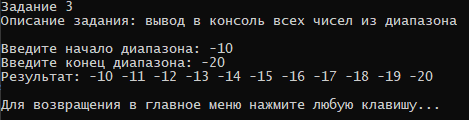 Задание 3
Описание задания: вывод в консоль всех чисел из диапазона
Введите начало диапазона: -10
Введите конец диапазона: -20
Результат: -10 -11 -12 -13 -14 -15 -16 -17 -18 -19 -20
Для возвращения в главное меню нажмите любую клавишу...